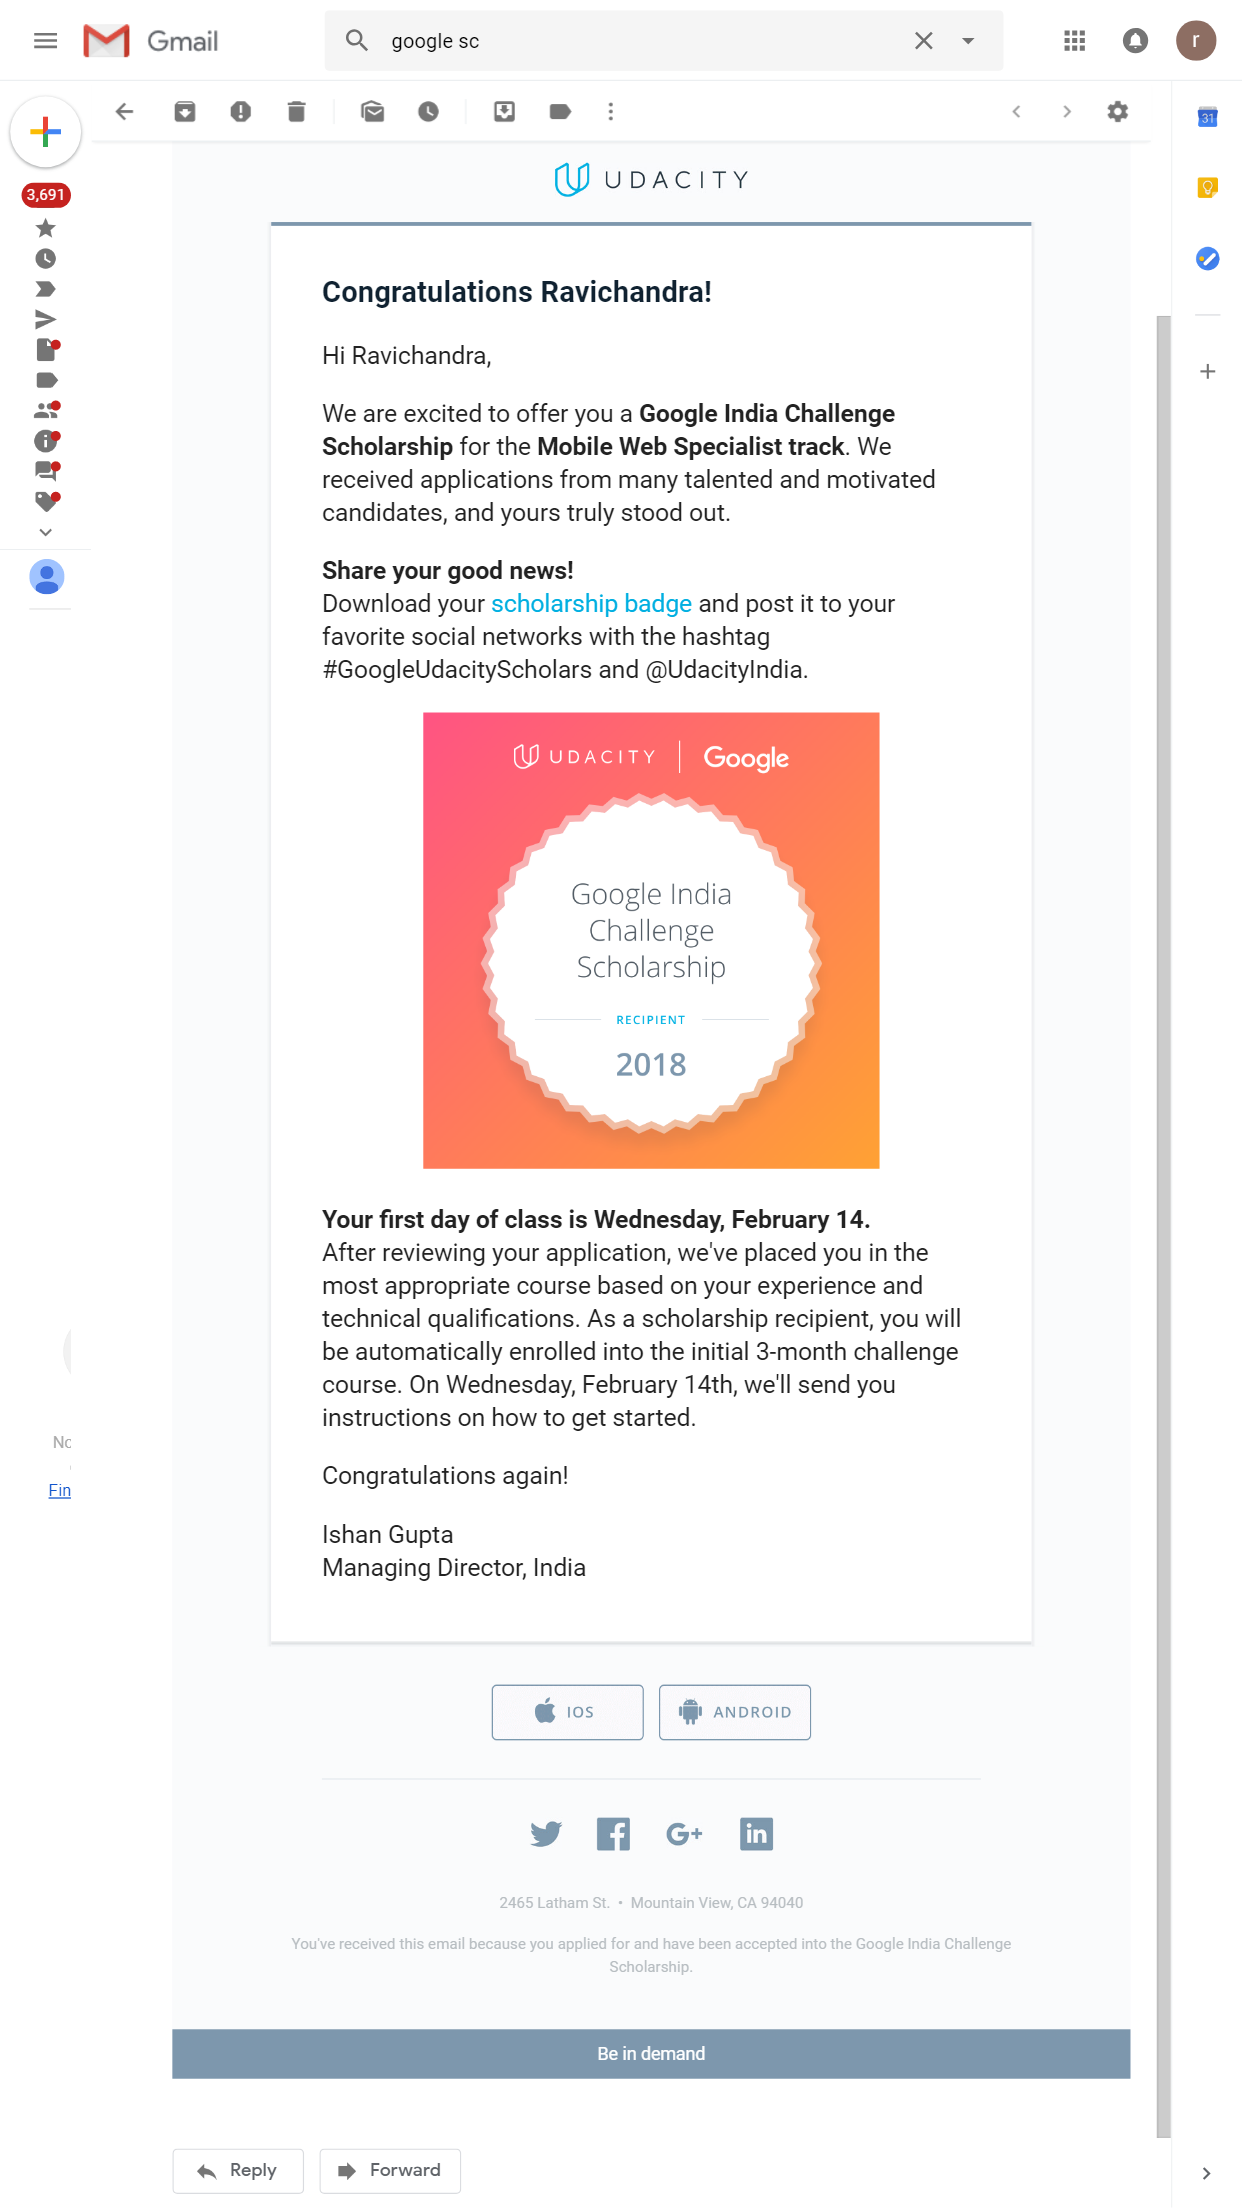 Gmail
google sc
r
3,691
31
UDACITY
Congratulations Ravichandra!
Hi Ravichandra,
We are excited to offer you a Google India Challenge
Scholarship for the Mobile Web Specialist track. We
received applications from many talented and motivated
candidates, and yours truly stood out.
Share your good news!
Download your scholarship badge and post it to your
favorite social networks with the hashtag
#GoogleUdacityScholars and @UdacityIndia.
UDACITY | Google
Google India
Challenge
Scholarship
RECIPIENT
2018
Your first day of class is Wednesday, February 14.
After reviewing your application, we've placed you in the
most appropriate course based on your experience and
technical qualifications. As a scholarship recipient, you will
be automatically enrolled into the initial 3-month challenge
course. On Wednesday, February 14th, we'll send you
instructions on how to get started.
No
Fin
Congratulations again!
Ishan Gupta
Managing Director, India
IOS
ANDROID
G+
in
2465 Latham St. • Mountain View, CA 94040
You've received this email because you applied for and have been accepted into the Google India Challenge
Scholarship.
Be in demand
Reply
Forward